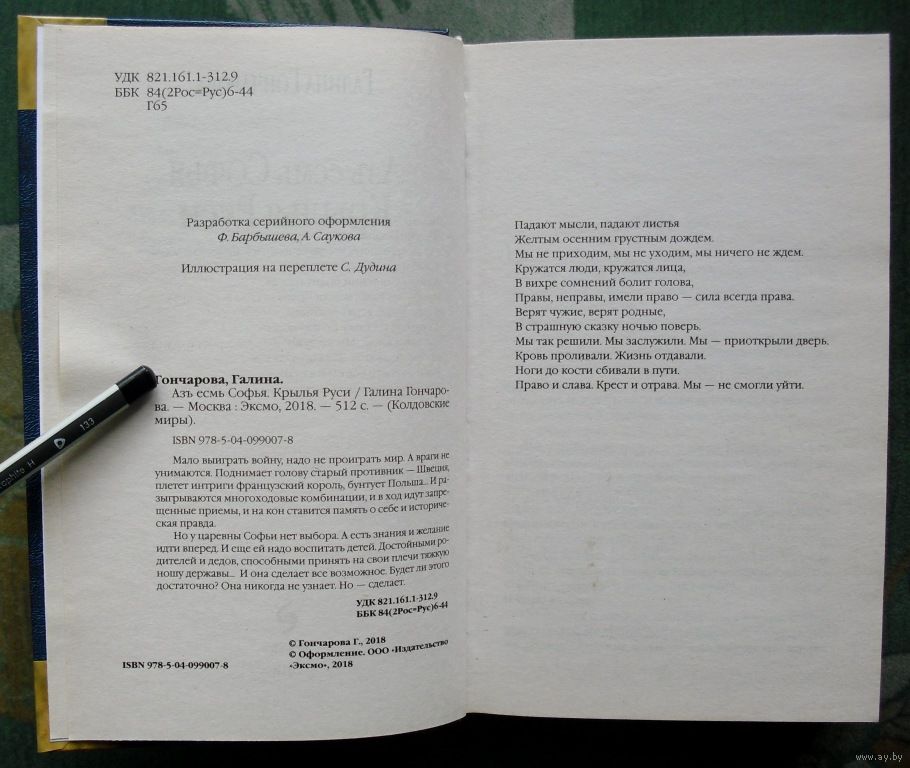 УДК 821.161.1-312.9
ББК 84(2Рос=Рус)6-44
Г65
Разработка серийного оформления
Ф. Барбышева, А. Саукова
Иллюстрация на переплете С. Дудина
Гончарова, Галина.
Азъ есмь Софья. Крылья Руси / Галина Гончаро-
ва. — Москва : Эксмо, 2018. — 512 с. — (Колдовские
миры).
ISBN 978-5-04-099007-8
Мало выиграть войну, надо не проиграть мир. А враги не
унимаются. Поднимает голову старый противник — Швеция,
плетет интриги французский король, бунтует Польша... И ра-
зыгрываются многоходовые комбинации, и в ход идут запре-
щенные приемы, и на кон ставится память о себе и историче-
ская правда.
Но у царевны Софьи нет выбора. А есть знания и желание
идти вперед. И еще ей надо воспитать детей. Достойными ро-
дителей и дедов, способными принять на свои плечи тяжкую
ношу державы... И она сделает все возможное. Будет ли этого
достаточно? Она никогда не узнает. Но — сделает.
УДК 821.161.1-312.9
ББК 84(2Рос=Рус)6-44
© Гончарова Г., 2018
© Оформление. ООО «Издательство
«Эксмо», 2018
ISBN 978-5-04-099007-8
Падают мысли, падают листья
Желтым осенним грустным дождем.
Мы не приходим, мы не уходим, мы ничего не ждем.
Кружатся люди, кружатся лица,
В вихре сомнений болит голова,
Правы, неправы, имели право — сила всегда права.
Верят чужие, верят родные,
В страшную сказку ночью поверь.
Мы так решили. Мы заслужили. Мы — приоткрыли дверь.
Кровь проливали. Жизнь отдавали.
Ноги до кости сбивали в пути.
Право и слава. Крест и отрава. Мы — не смогли уйти.
H
133
www.ay.by